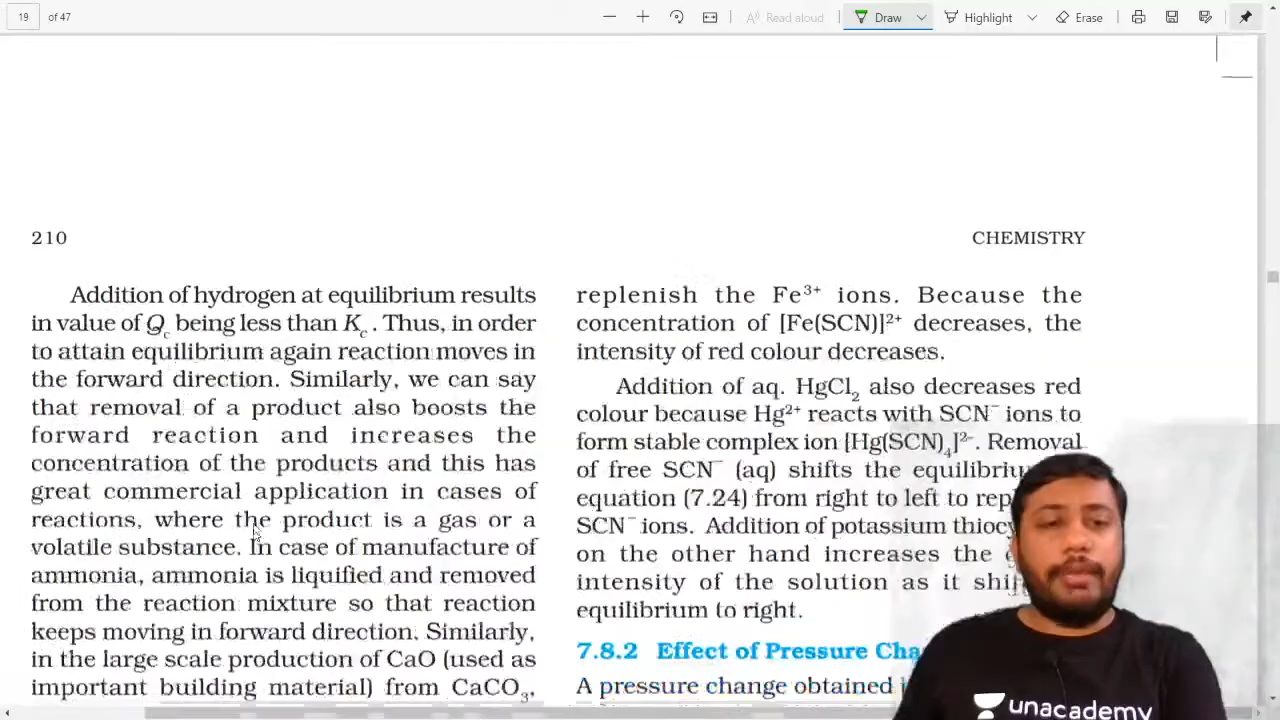 19 of 47
Read aloud
Draw
Highlight
Erase
210
CHEMISTRY
Addition of hydrogen at equilibrium results
in value of Qc being less than Kc. Thus, in order
to attain equilibrium again reaction moves in
the forward direction. Similarly, we can say
that removal of a product also boosts the
forward reaction and increases the
concentration of the products and this has
great commercial application in cases of
reactions, where the product is a gas or a
volatile substance. In case of manufacture of
ammonia, ammonia is liquified and removed
from the reaction mixture so that reaction
keeps moving in forward direction. Similarly,
in the large scale production of CaO (used as
important building material) from CaCO₃,
replenish the Fe³⁺ ions. Because the
concentration of [Fe(SCN)]²⁺ decreases, the
intensity of red colour decreases.
Addition of aq. HgCl₂ also decreases red
colour because Hg²⁺ reacts with SCN⁻ ions to
form stable complex ion [Hg(SCN)₄]²⁻. Removal
of free SCN⁻ (aq) shifts the
equation (7.24) from right to left to
SCN⁻ ions. Addition of potassium
on the other hand increases the
intensity of the solution as it
equilibrium to right.
7.8.2 Effect of Pressure
A pressure change obtained
unacademy